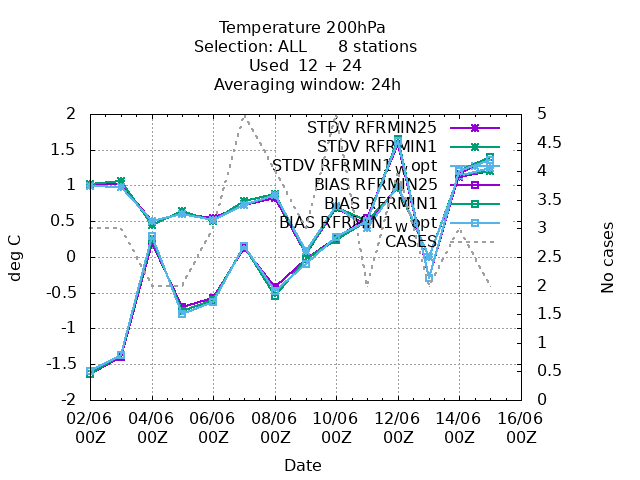 Temperature 200hPa
Selection: ALL      8 stations
Used  12 + 24
Averaging window: 24h
STDV RFRMIN25
STDV RFRMIN1
STDV RFRMIN1w opt
BIAS RFRMIN25
BIAS RFRMIN1
BIAS RFRMIN1w opt
CASES
deg C
2
1.5
1
0.5
0
-0.5
-1
-1.5
-2
5
4.5
4
3.5
3
2.5
2
1.5
1
0.5
0
No cases
02/06 04/06 06/06 08/06 10/06 12/06 14/06 16/06
00Z 00Z 00Z 00Z 00Z 00Z 00Z 00Z
Date